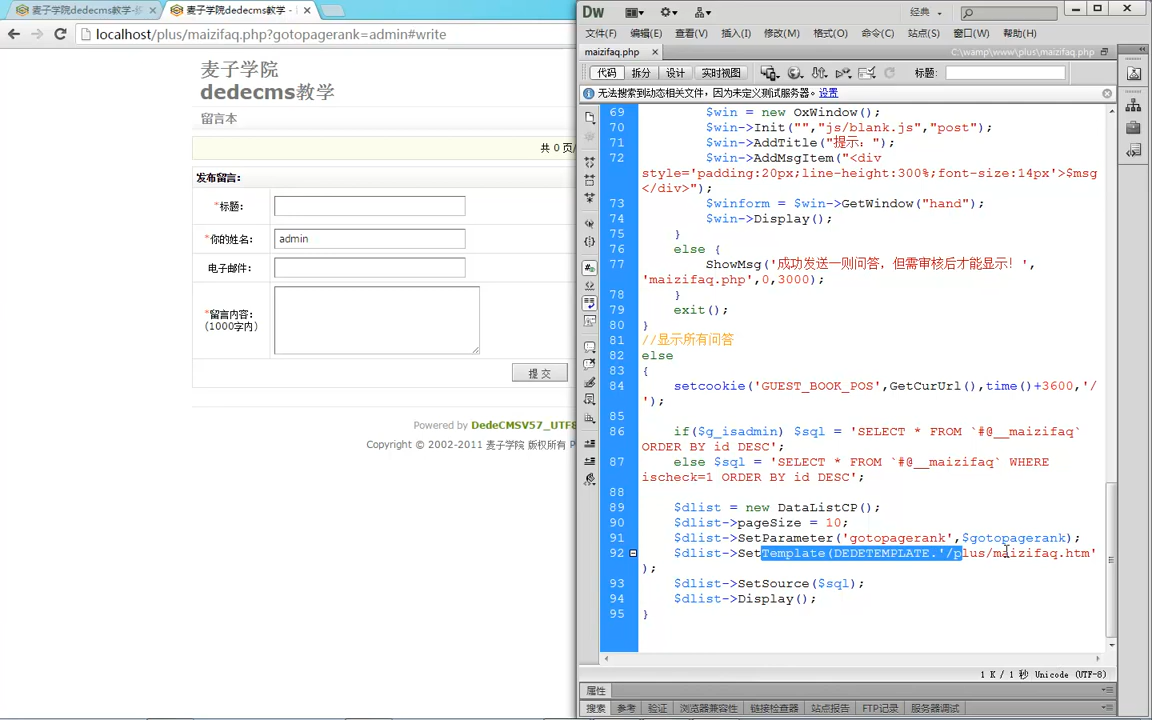 麦子学院dedecms教学-标
麦子学院dedecms教学 -
localhost/plus/maizifaq.php?gotopagerank=admin#write
麦子学院
dedecms教学
留言本
共 0 页/
发布留言:
*标题:
*你的姓名:
admin
电子邮件:
*留言内容:
(1000字内)
提 交
Powered by DedeCMSV57_UTF8
Copyright © 2002-2011 麦子学院 版权所有 P
Dw
经典
文件(F) 编辑(E) 查看(V) 插入(I) 修改(M) 格式(O) 命令(C) 站点(S) 窗口(W) 帮助(H)
maizifaq.php
C:\wamp\www\plus\maizifaq.php
代码 拆分 设计 实时视图 标题:
无法搜索到动态相关文件，因为未定义测试服务器。设置
69 $win = new OxWindow();
70 $win->Init("","js/blank.js","post");
71 $win->AddTitle("提示：");
72 $win->AddMsgItem("<div
style='padding:20px;line-height:300%;font-size:14px'>$msg
</div>");
73 $winform = $win->GetWindow("hand");
74 $win->Display();
75 }
76 else {
77 ShowMsg('成功发送一则问答，但需审核后才能显示！',
'maizifaq.php',0,3000);
78 }
79 exit();
80 }
81 //显示所有问答
82 else
83 {
84 setcookie('GUEST_BOOK_POS',GetCurUrl(),time()+3600,'/
');
85
86 if($g_isadmin) $sql = 'SELECT * FROM `#@__maizifaq`
ORDER BY id DESC';
87 else $sql = 'SELECT * FROM `#@__maizifaq` WHERE
ischeck=1 ORDER BY id DESC';
88
89 $dlist = new DataListCP();
90 $dlist->pageSize = 10;
91 $dlist->SetParameter('gotopagerank',$gotopagerank);
92 $dlist->SetTemplate(DEDETEMPLATE.'/plus/maizifaq.htm'
);
93 $dlist->SetSource($sql);
94 $dlist->Display();
95 }
1 K / 1 秒 Unicode (UTF-8)
属性
搜索 参考 验证 浏览器兼容性 链接检查器 站点报告 FTP记录 服务器调试